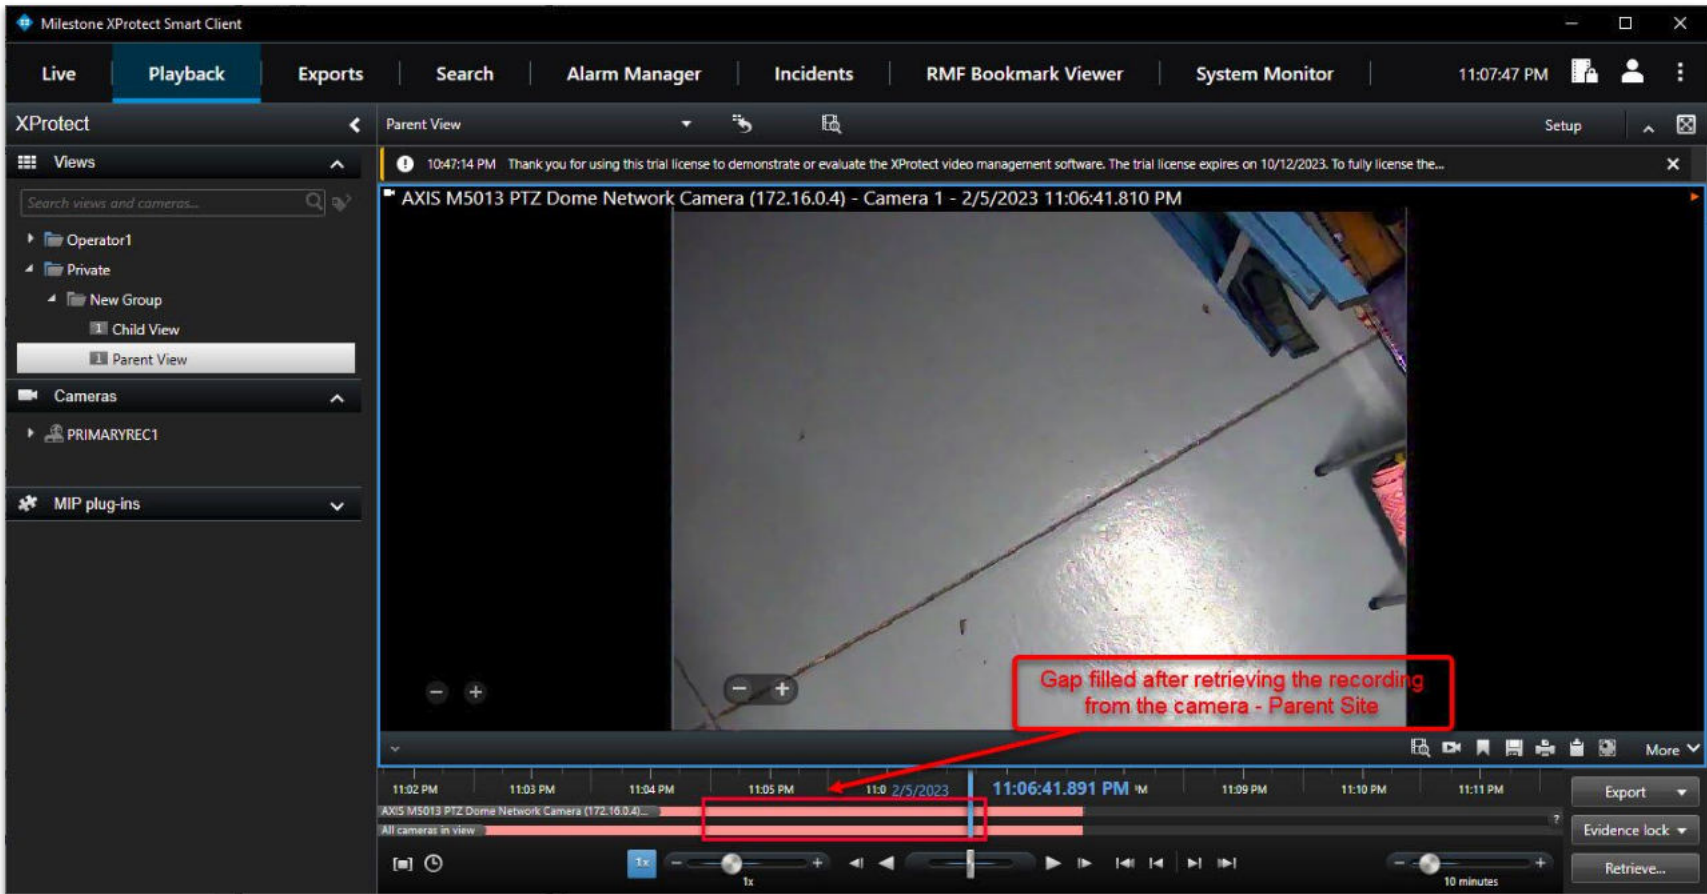 Milestone XProtect Smart Client
Live Playback Exports Search Alarm Manager Incidents RMF Bookmark Viewer System Monitor 11:07:47 PM
XProtect
Parent View
Setup
Views
10:47:14 PM Thank you for using this trial license to demonstrate or evaluate the XProtect video management software. The trial license expires on 10/12/2023. To fully license the...
Search views and cameras...
AXIS M5013 PTZ Dome Network Camera (172.16.0.4) - Camera 1 - 2/5/2023 11:06:41.810 PM
Operator1
Private
New Group
1 Child View
1 Parent View
Cameras
PRIMARYREC1
MIP plug-ins
Gap filled after retrieving the recording
from the camera - Parent Site
More
11:02 PM 11:03 PM 11:04 PM 11:05 PM 11:0 2/5/2023 11:06:41.891 PM 11:09 PM 11:10 PM 11:11 PM
AXIS M5013 PTZ Dome Network Camera (172.16.0.4)...
All cameras in view
Export
Evidence lock
Retrieve...
1x
1x
10 minutes